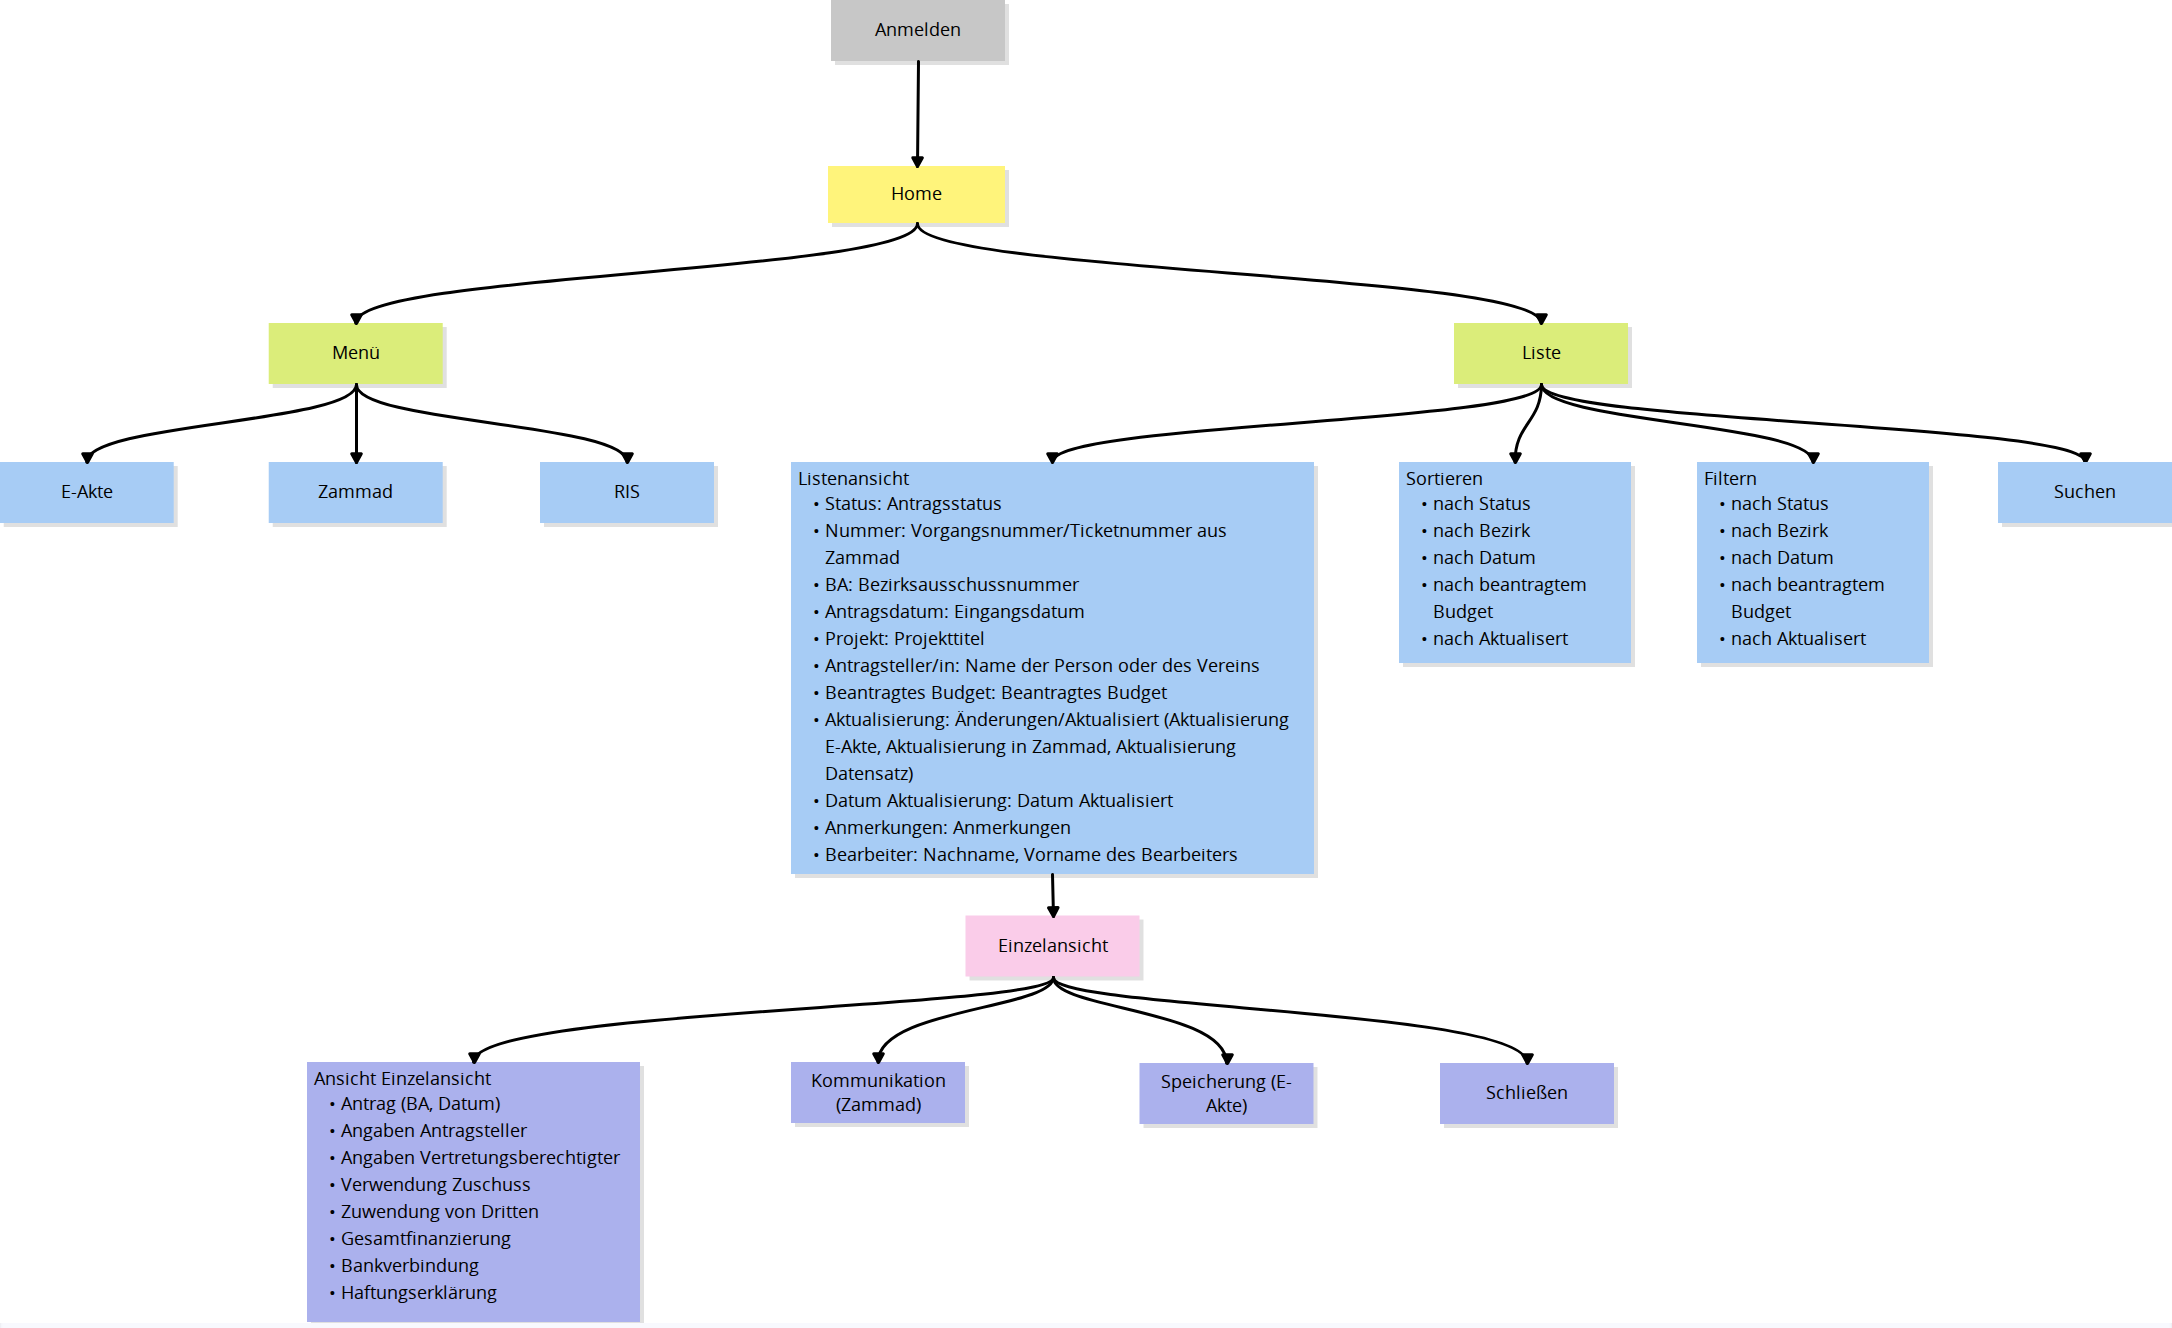 Anmelden
Home
Menü
Liste
E-Akte
Zammad
RIS
Listenansicht
• Status: Antragsstatus
• Nummer: Vorgangsnummer/Ticketnummer aus
Zammad
• BA: Bezirksausschussnummer
• Antragsdatum: Eingangsdatum
• Projekt: Projekttitel
• Antragsteller/in: Name der Person oder des Vereins
• Beantragtes Budget: Beantragtes Budget
• Aktualisierung: Änderungen/Aktualisiert (Aktualisierung
E-Akte, Aktualisierung in Zammad, Aktualisierung
Datensatz)
• Datum Aktualisierung: Datum Aktualisiert
• Anmerkungen: Anmerkungen
• Bearbeiter: Nachname, Vorname des Bearbeiters
Sortieren
• nach Status
• nach Bezirk
• nach Datum
• nach beantragtem
Budget
• nach Aktualisert
Filtern
• nach Status
• nach Bezirk
• nach Datum
• nach beantragtem
Budget
• nach Aktualisert
Suchen
Einzelansicht
Ansicht Einzelansicht
• Antrag (BA, Datum)
• Angaben Antragsteller
• Angaben Vertretungsberechtigter
• Verwendung Zuschuss
• Zuwendung von Dritten
• Gesamtfinanzierung
• Bankverbindung
• Haftungserklärung
Kommunikation
(Zammad)
Speicherung (E-
Akte)
Schließen